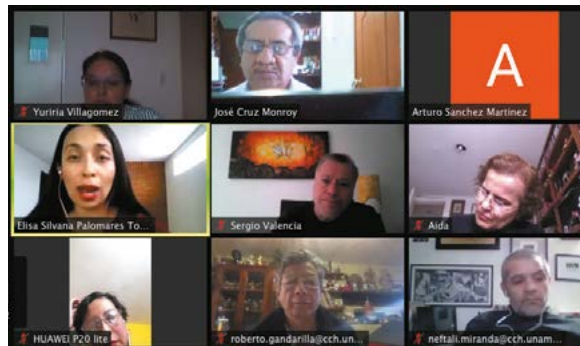 Yuriria Villagomez
José Cruz Monroy
A
Arturo Sanchez Martinez
Elisa Silvana Palomares To...
Sergio Valencia
Aida
HUAWEI P20 lite
roberto.gandarilla@cch.un...
neftali.miranda@cch.unam...